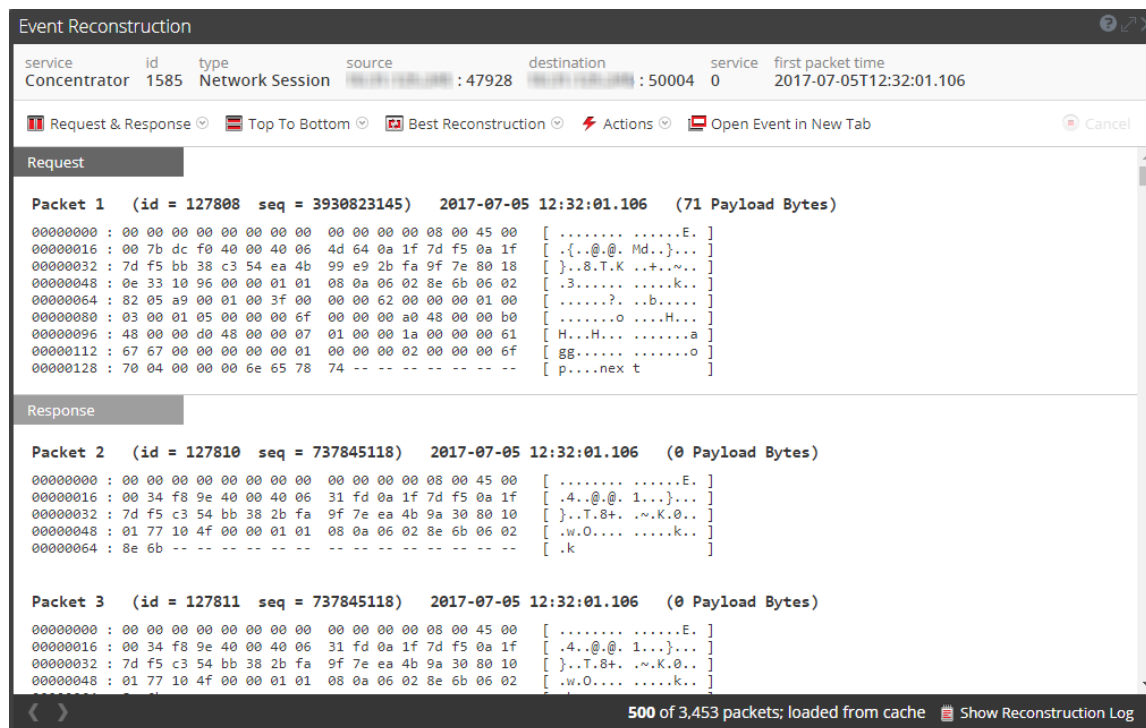 Event Reconstruction
service id type source destination service first packet time
Concentrator 1585 Network Session : 47928 : 50004 0 2017-07-05T12:32:01.106
Request & Response Top To Bottom Best Reconstruction Actions Open Event in New Tab Cancel
Request
Packet 1 (id = 127808 seq = 3930823145) 2017-07-05 12:32:01.106 (71 Payload Bytes)
00000000 : 00 00 00 00 00 00 00 00 00 00 00 00 08 00 45 00 [ ........ ......E. ]
00000016 : 00 7b dc f0 40 00 40 06 4d 64 0a 1f 7d f5 0a 1f [ .{..@.@. Md..}... ]
00000032 : 7d f5 bb 38 c3 54 ea 4b 99 e9 2b fa 9f 7e 80 18 [ }..8.T.K ..+..~.. ]
00000048 : 0e 33 10 96 00 00 01 01 08 0a 06 02 8e 6b 06 02 [ .3...... .....k.. ]
00000064 : 82 05 a9 00 01 00 3f 00 00 00 62 00 00 00 01 00 [ ......?. ..b..... ]
00000080 : 03 00 01 05 00 00 00 6f 00 00 00 a0 48 00 00 b0 [ .......o ....H... ]
00000096 : 48 00 00 d0 48 00 00 07 01 00 00 1a 00 00 00 61 [ H...H... .......a ]
00000112 : 67 67 00 00 00 00 00 01 00 00 00 02 00 00 00 6f [ gg...... .......o ]
00000128 : 70 04 00 00 00 6e 65 78 74 -- -- -- -- -- -- -- [ p....nex t ]
Response
Packet 2 (id = 127810 seq = 737845118) 2017-07-05 12:32:01.106 (0 Payload Bytes)
00000000 : 00 00 00 00 00 00 00 00 00 00 00 00 08 00 45 00 [ ........ ......E. ]
00000016 : 00 34 f8 9e 40 00 40 06 31 fd 0a 1f 7d f5 0a 1f [ .4..@.@. 1...}... ]
00000032 : 7d f5 c3 54 bb 38 2b fa 9f 7e ea 4b 9a 30 80 10 [ }..T.8+. .~.K.0.. ]
00000048 : 01 77 10 4f 00 00 01 01 08 0a 06 02 8e 6b 06 02 [ .w.O.... .....k.. ]
00000064 : 8e 6b -- -- -- -- -- -- -- -- -- -- -- -- -- -- [ .k ]
Packet 3 (id = 127811 seq = 737845118) 2017-07-05 12:32:01.106 (0 Payload Bytes)
00000000 : 00 00 00 00 00 00 00 00 00 00 00 00 08 00 45 00 [ ........ ......E. ]
00000016 : 00 34 f8 9e 40 00 40 06 31 fd 0a 1f 7d f5 0a 1f [ .4..@.@. 1...}... ]
00000032 : 7d f5 c3 54 bb 38 2b fa 9f 7e ea 4b 9a 30 80 10 [ }..T.8+. .~.K.0.. ]
00000048 : 01 77 10 4f 00 00 01 01 08 0a 06 02 8e 6b 06 02 [ .w.O.... .....k.. ]
500 of 3,453 packets; loaded from cache Show Reconstruction Log